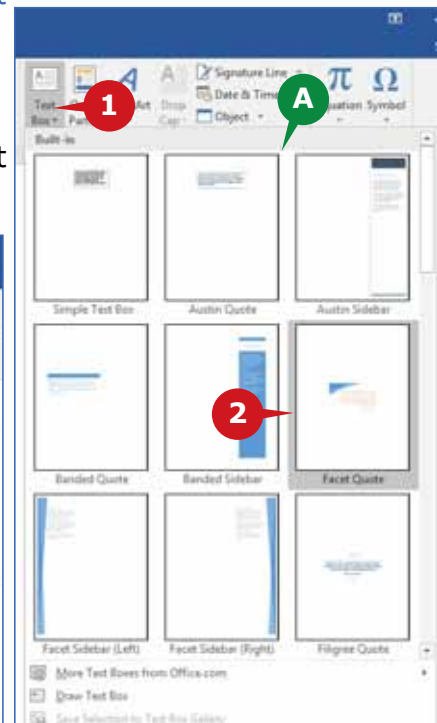 Signature Line
Date & Time
Object
Text
Box
1
A
Drop
Cap
Symbol
Built-in
Simple Text Box
Austin Quote
Austin Sidebar
2
Banded Quote
Banded Sidebar
Facet Quote
Facet Sidebar (Left)
Facet Sidebar (Right)
Filigree Quote
More Text Boxes from Office.com
Draw Text Box
Save Selection to Text Box Gallery